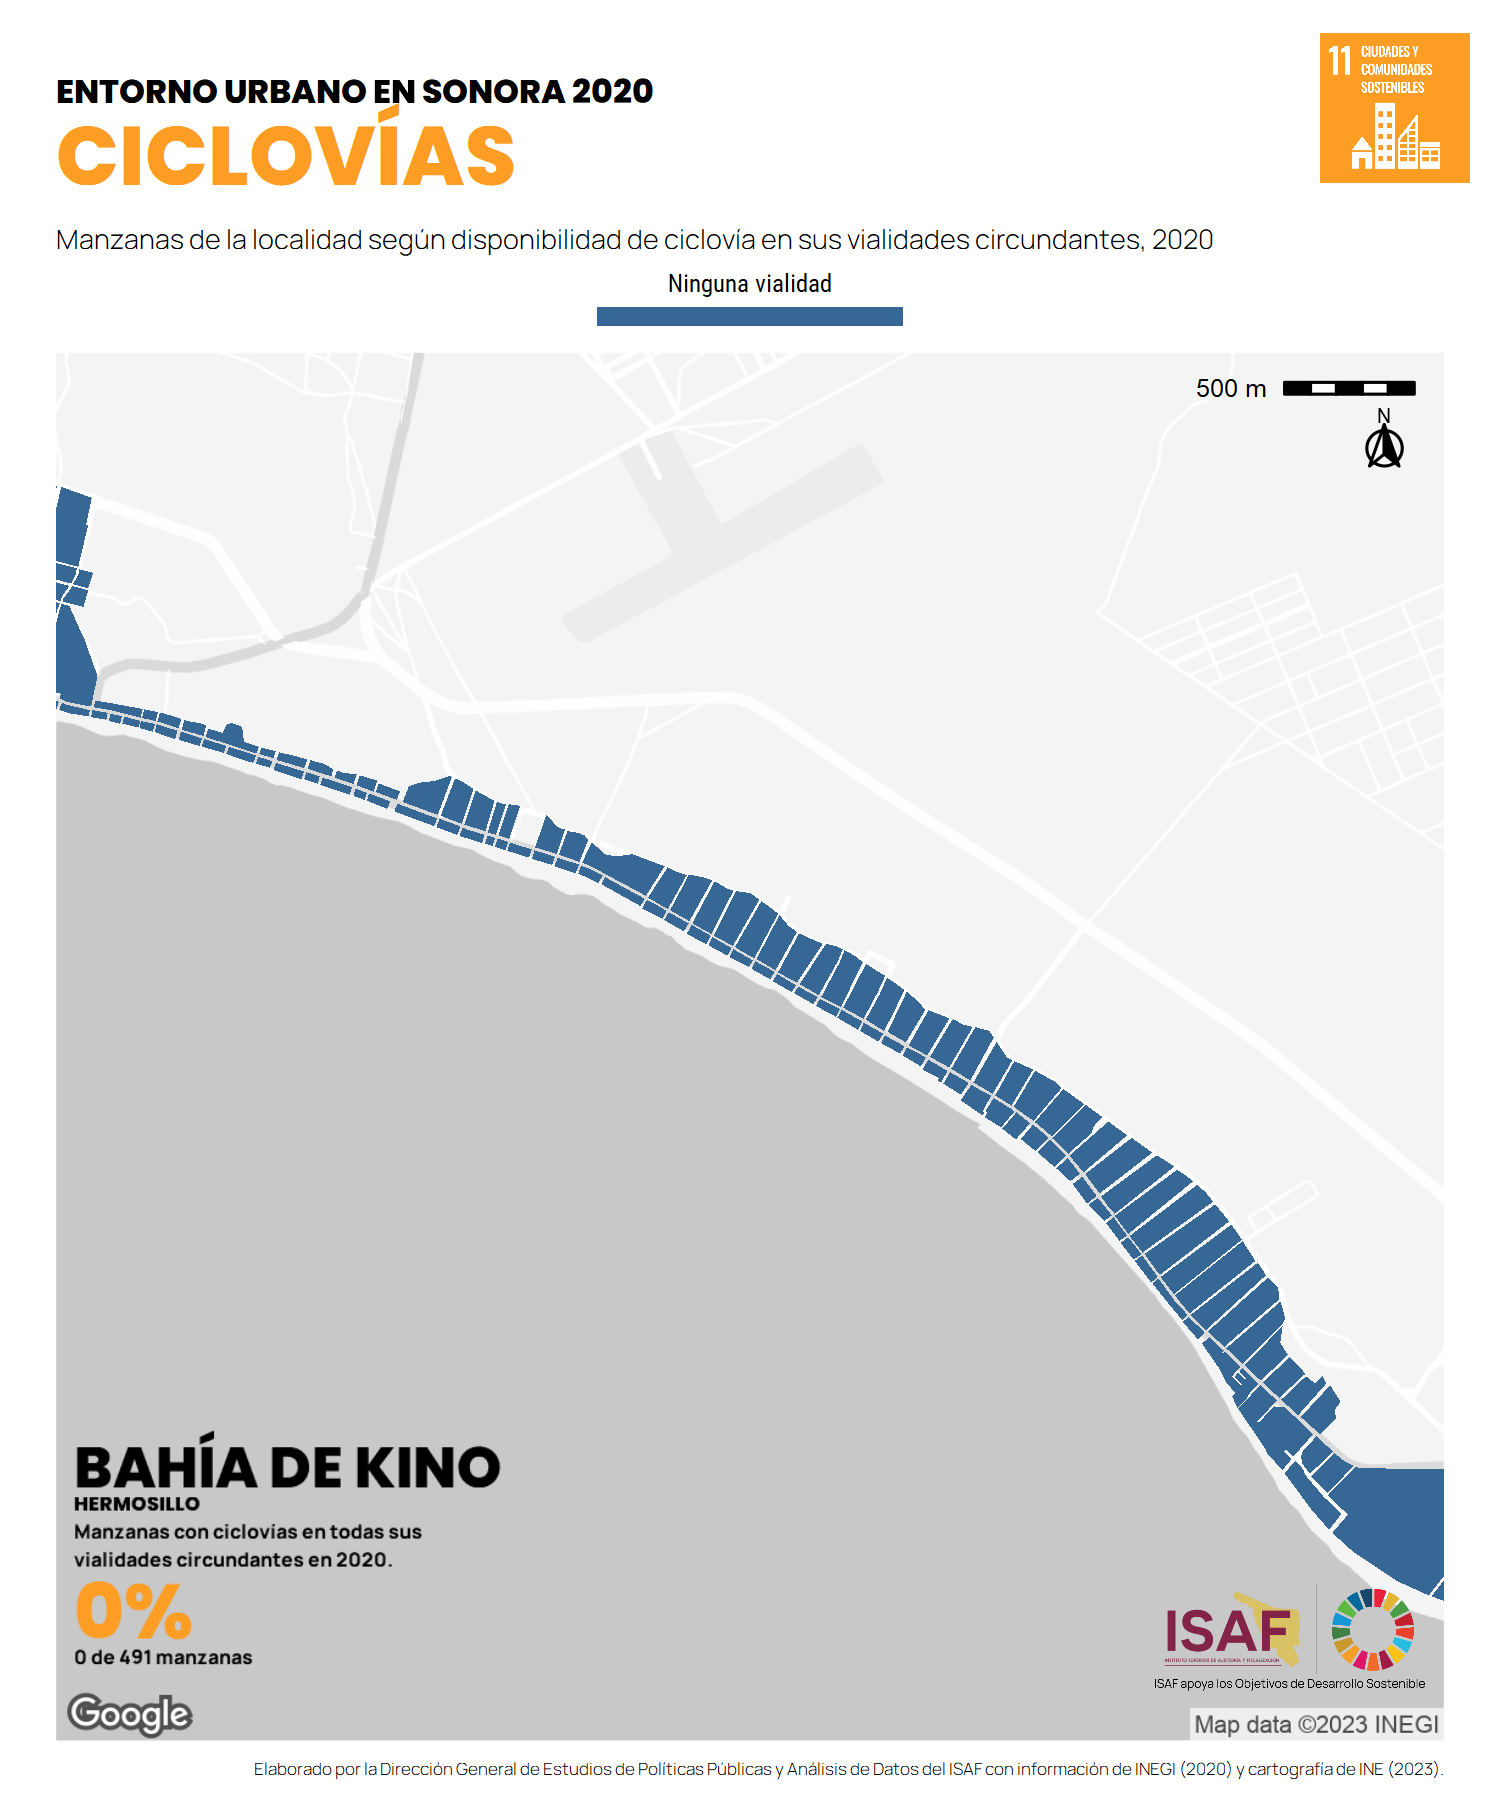 ENTORNO URBANO EN SONORA 2020
CICLOVÍAS
11 CIUDADES Y
COMUNIDADES
SOSTENIBLES
Manzanas de la localidad según disponibilidad de ciclovía en sus vialidades circundantes, 2020
Ninguna vialidad
500 m
N
BAHÍA DE KINO
HERMOSILLO
Manzanas con ciclovias en todas sus
vialidades circundantes en 2020.
0%
0 de 491 manzanas
Google
ISAF
INSTITUTO SUPERIOR DE AUDITORÍA Y FISCALIZACIÓN
ISAF apoya los Objetivos de Desarrollo Sostenible
Map data ©2023 INEGI
Elaborado por la Dirección General de Estudios de Políticas Públicas y Análisis de Datos del ISAF con información de INEGI (2020) y cartografía de INE (2023).